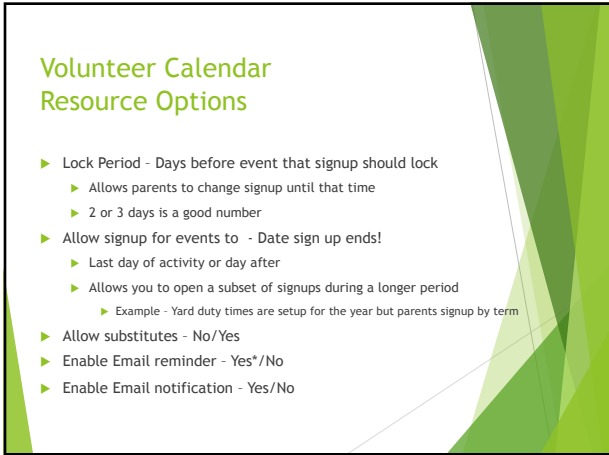 Volunteer Calendar
Resource Options
Lock Period – Days before event that signup should lock
Allows parents to change signup until that time
2 or 3 days is a good number
Allow signup for events to  - Date sign up ends!
Last day of activity or day after
Allows you to open a subset of signups during a longer period
Example – Yard duty times are setup for the year but parents signup by term
Allow substitutes – No/Yes
Enable Email reminder – Yes*/No
Enable Email notification – Yes/No